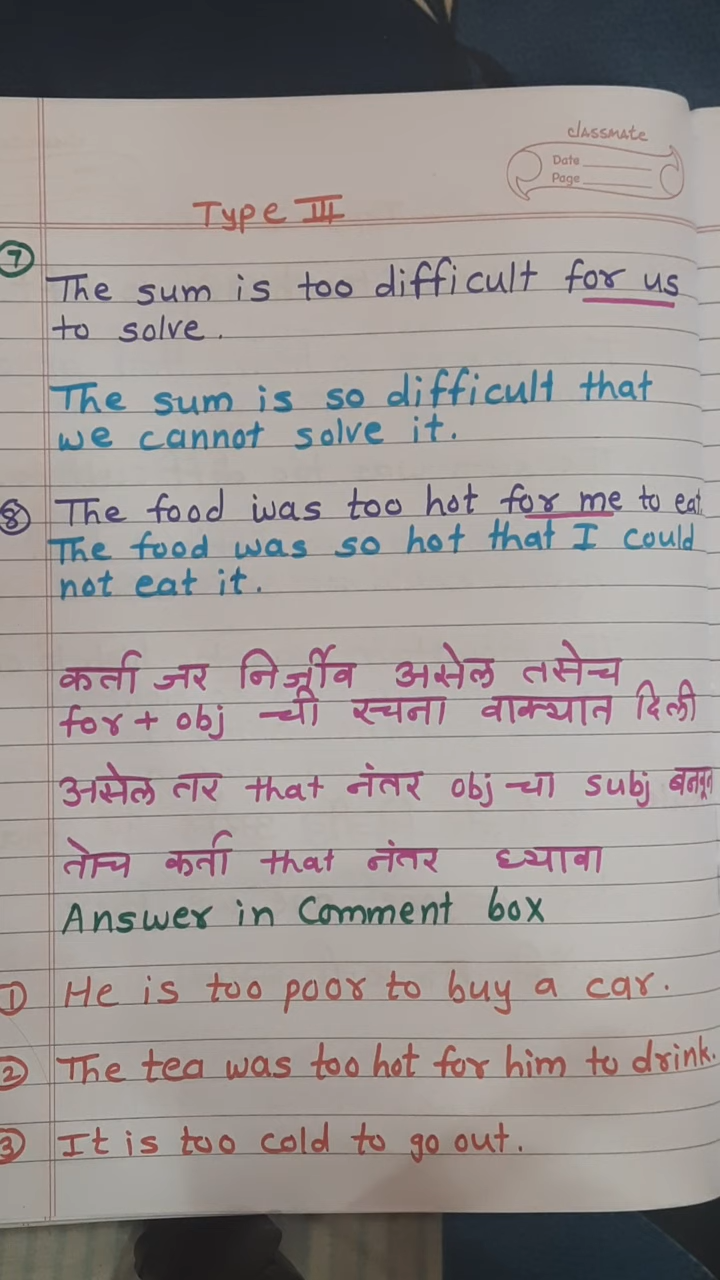 classmate
Date
Page
Type III
7
The sum is too difficult for us
to solve.
The sum is so difficult that
we cannot solve it.
8 The food was too hot for me to eat.
The food was so hot that I could
not eat it.
कर्ता जर निर्जीव असेल तसेच
for + obj ची रचना वाक्यात दिली
असेल तर that नंतर obj चा subj बनवून
तोच कर्ता that नंतर घ्यावा
Answer in Comment box
1 He is too poor to buy a car.
2 The tea was too hot for him to drink.
3 It is too cold to go out.